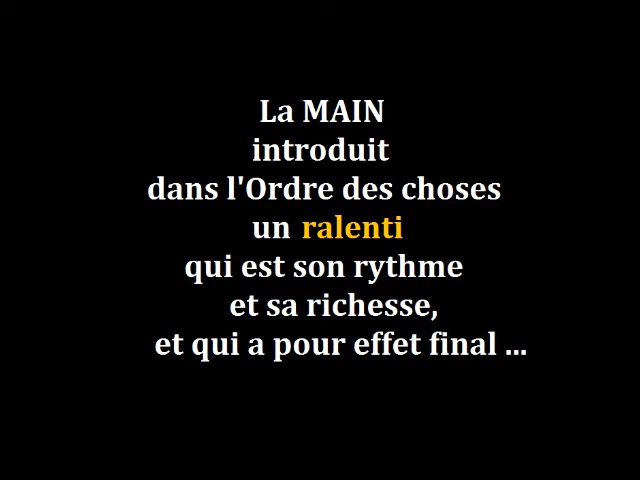 La MAIN
introduit
dans l'Ordre des choses
un ralenti
qui est son rythme
et sa richesse,
et qui a pour effet final ...